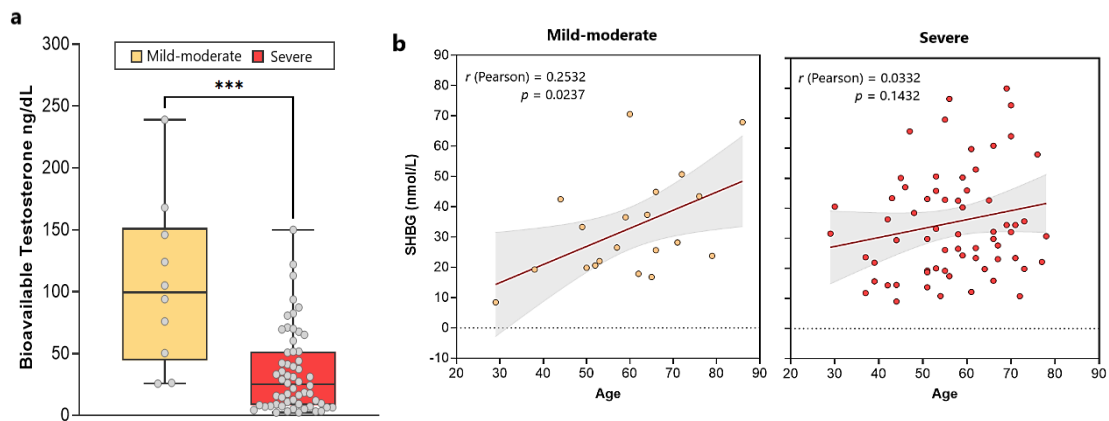 a
300
250
200
150
100
50
0
Bioavailable Testosterone ng/dL
Mild-moderate
Severe
***
b
Mild-moderate
r (Pearson) = 0.2532
p = 0.0237
90
80
70
60
50
40
30
20
10
0
-10
SHBG (nmol/L)
20 30 40 50 60 70 80 90
Age
Severe
r (Pearson) = 0.0332
p = 0.1432
20 30 40 50 60 70 80 90
Age